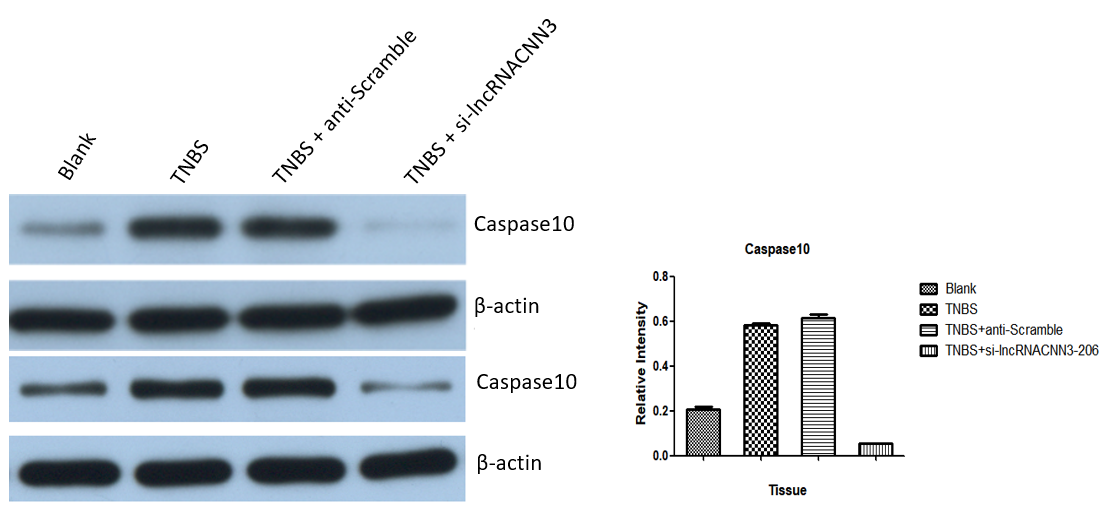 Blank
TNBS
TNBS + anti-Scramble
TNBS + si-lncRNACNN3
Caspase10
β-actin
Caspase10
β-actin
Caspase10
Relative Intensity
0.8
0.6
0.4
0.2
0.0
Tissue
Blank
TNBS
TNBS+anti-Scramble
TNBS+si-lncRNACNN3-206